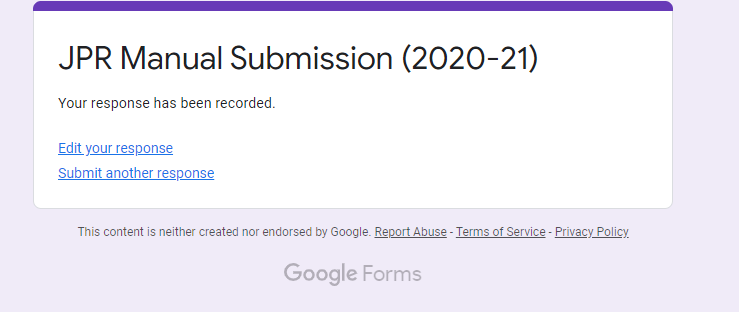 JPR Manual Submission (2020-21)
Your response has been recorded.
Edit your response
Submit another response
This content is neither created nor endorsed by Google. Report Abuse - Terms of Service - Privacy Policy
Google Forms